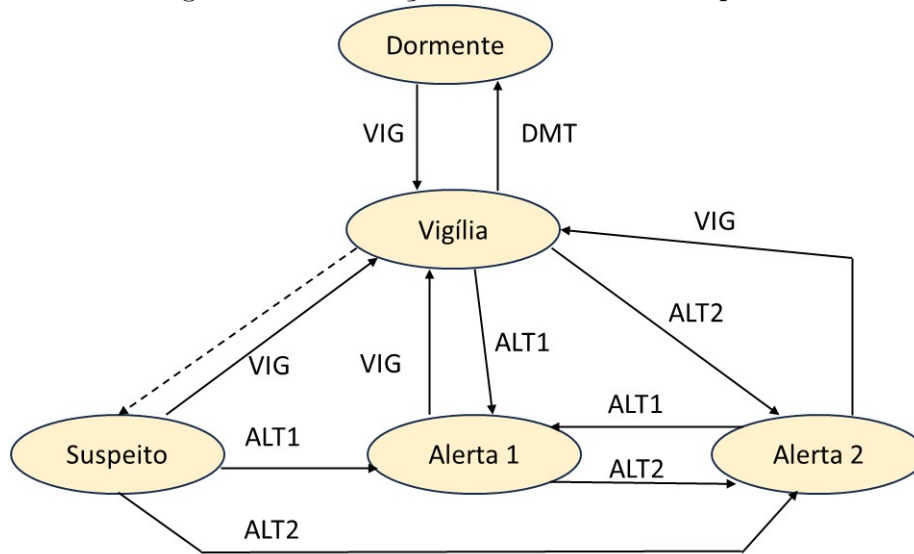 Dormente
VIG
DMT
Vigília
VIG
ALT2
VIG
VIG
ALT1
ALT1
ALT1
Suspeito
Alerta 1
Alerta 2
ALT2
ALT2